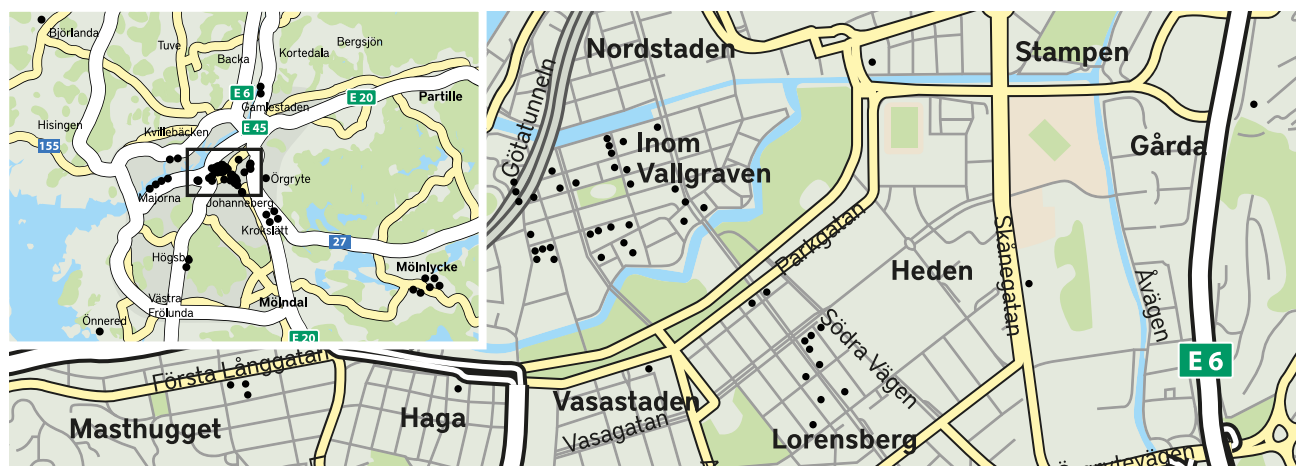 Björlanda
Tuve
Backa
Kortedala
Bergsjön
E 6
E 20
Partille
Gamlestaden
E 45
Hisingen
155
Kvillebäcken
Örgryte
Majorna
Johanneberg
Krokslätt
27
Högsbo
Mölnlycke
Västra
Frölunda
Mölndal
Önnered
E 20
Götatunneln
Nordstaden
Stampen
Inom
Vallgraven
Gårda
Parkgatan
Heden
Skånegatan
Åvägen
Södra Vägen
E 6
Första Långgatan
Masthugget
Haga
Vasastaden
Vasagatan
Lorensberg